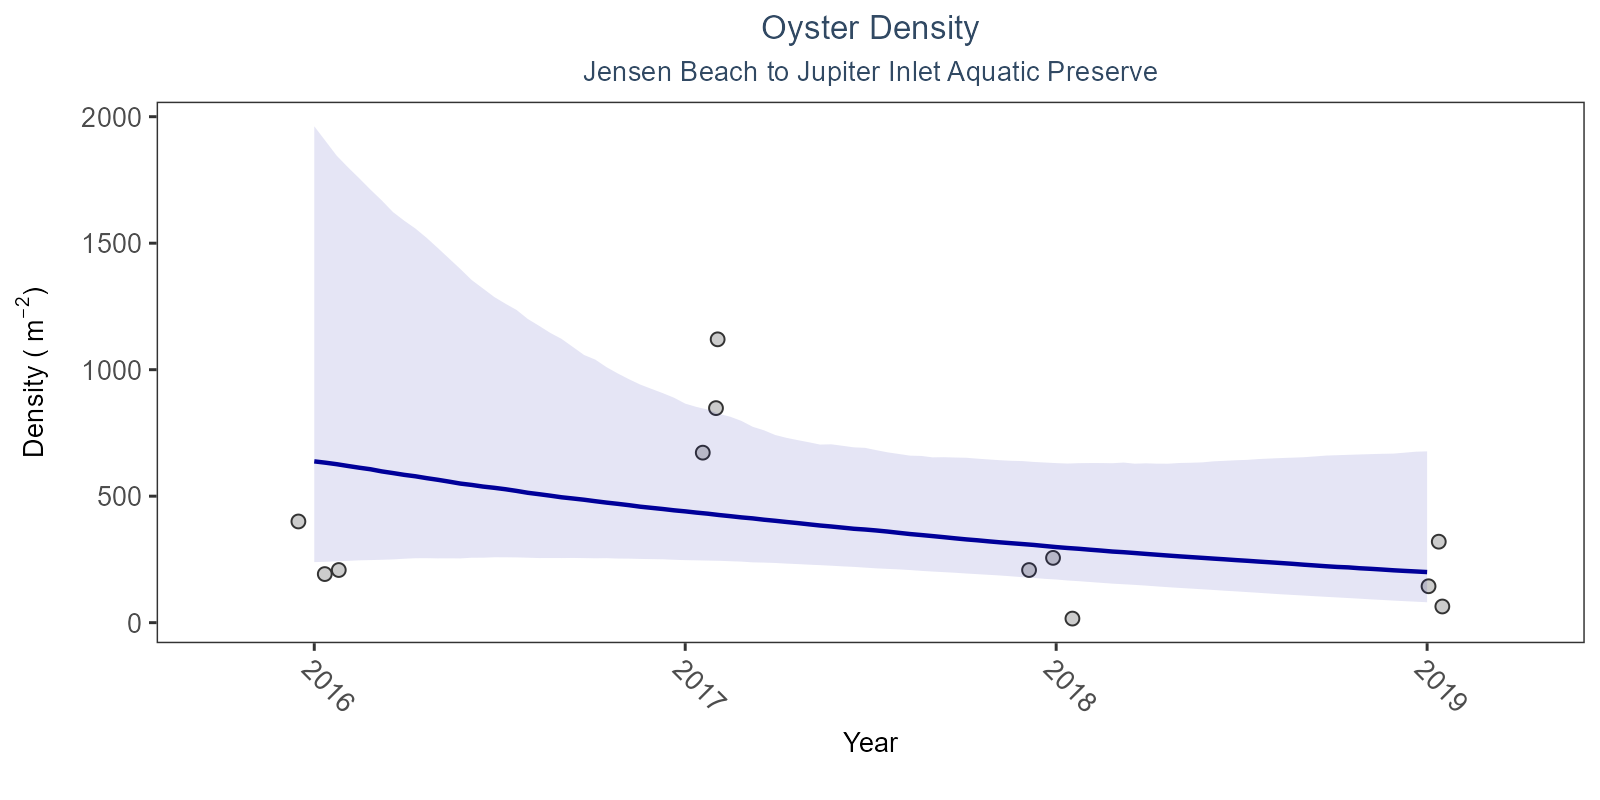 Oyster Density
Jensen Beach to Jupiter Inlet Aquatic Preserve
2000
1500
1000
500
0
Density ( m⁻²)
2016
2017
2018
2019
Year